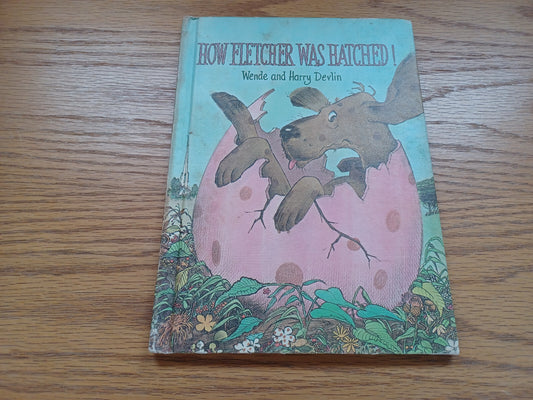 HOW FLETCHER WAS HATCHED!
Wende and Harry Devlin